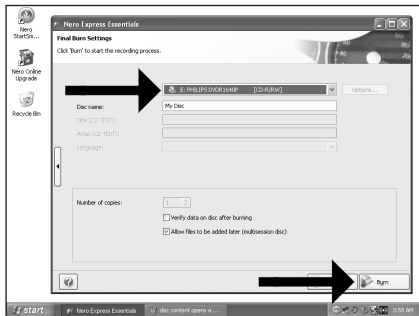 Nero
StartSm...
Nero Online
Upgrade
Recycle Bin
Nero Express Essentials
Final Burn Settings
Click 'Burn' to start the recording process.
E: PHILIPS DVDR1640P [CD-R/RW]
Options...
Disc name:
My Disc
Title (CD TEXT):
Artist (CD TEXT):
Language:
Number of copies:
1
Verify data on disc after burning
Allow files to be added later (multisession disc)
Burn
start
Nero Express Essentials
disc content opens a ...
3:58 AM